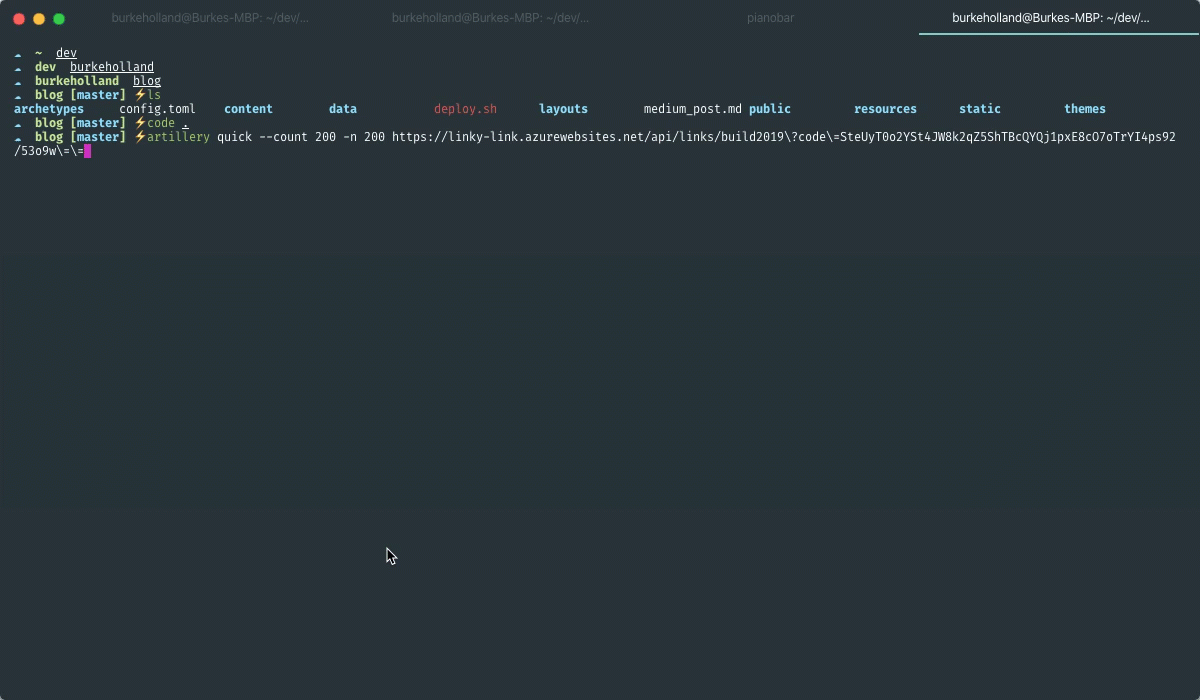 burkeholland@Burkes-MBP: ~/dev/... burkeholland@Burkes-MBP: ~/dev/... pianobar burkeholland@Burkes-MBP: ~/dev/...
☁ ~ dev
☁ dev burkeholland
☁ burkeholland blog
☁ blog [master] ⚡ls
archetypes config.toml content data deploy.sh layouts medium_post.md public resources static themes
☁ blog [master] ⚡code .
☁ blog [master] ⚡artillery quick --count 200 -n 200 https://linky-link.azurewebsites.net/api/links/build2019\?code\=SteUyT0o2YSt4JW8k2qZ5ShTBcQYQj1pxE8cO7oTrYI4ps92
/53o9w\=\=